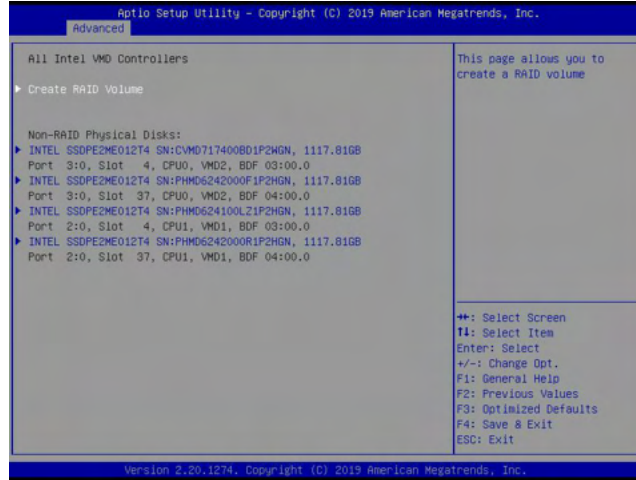 Aptio Setup Utility – Copyright (C) 2019 American Megatrends, Inc.
Advanced
All Intel VMD Controllers
Create RAID Volume
Non-RAID Physical Disks:
INTEL SSDPE2ME012T4 SN:CVMD717400BD1P2WGN, 1117.81GB
Port 3:0, Slot 4, CPU0, VMD2, BDF 03:00.0
INTEL SSDPE2ME012T4 SN:PHMD6242000F1P2HGN, 1117.81GB
Port 3:0, Slot 37, CPU0, VMD2, BDF 04:00.0
INTEL SSDPE2ME012T4 SN:PHMD624100LZ1P2HGN, 1117.81GB
Port 2:0, Slot 4, CPU1, VMD1, BDF 03:00.0
INTEL SSDPE2ME012T4 SN:PHMD6242000R1P2HGN, 1117.81GB
Port 2:0, Slot 37, CPU1, VMD1, BDF 04:00.0
This page allows you to
create a RAID volume
→←: Select Screen
↑↓: Select Item
Enter: Select
+/-: Change Opt.
F1: General Help
F2: Previous Values
F3: Optimized Defaults
F4: Save & Exit
ESC: Exit
Version 2.20.1274. Copyright (C) 2019 American Megatrends, Inc.